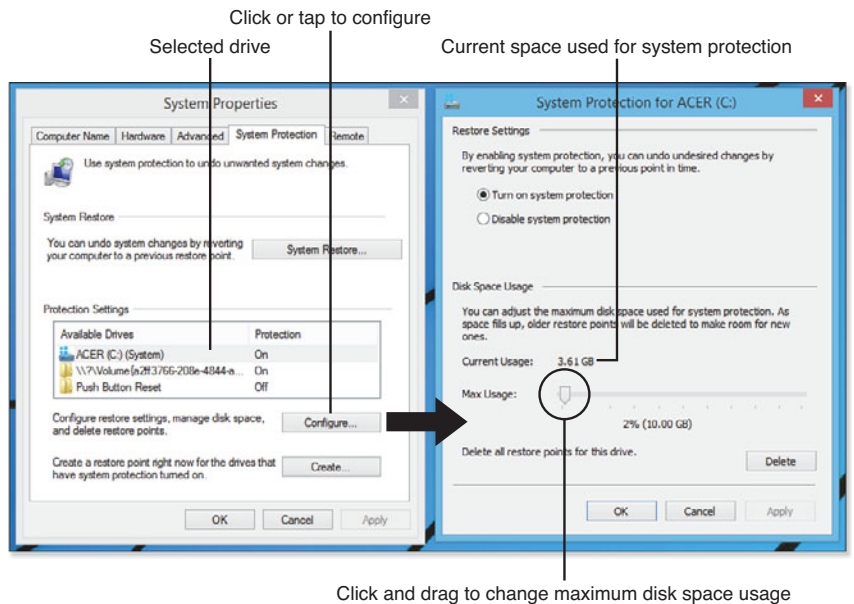 Click or tap to configure
Selected drive
Current space used for system protection
System Properties
Computer Name Hardware Advanced System Protection Remote
Use system protection to undo unwanted system changes.
System Restore
You can undo system changes by reverting
your computer to a previous restore point.
System Restore...
Protection Settings
Available Drives Protection
ACER (C:) (System) On
\\?\Volume{a2ff3766-208e-4844-a... On
Push Button Reset Off
Configure restore settings, manage disk space,
and delete restore points.
Configure...
Create a restore point right now for the drives that
have system protection turned on.
Create...
OK Cancel Apply
System Protection for ACER (C:)
Restore Settings
By enabling system protection, you can undo undesired changes by
reverting your computer to a previous point in time.
Turn on system protection
Disable system protection
Disk Space Usage
You can adjust the maximum disk space used for system protection. As
space fills up, older restore points will be deleted to make room for new
ones.
Current Usage: 3.61 GB
Max Usage:
2% (10.00 GB)
Delete all restore points for this drive.
Delete
OK Cancel Apply
Click and drag to change maximum disk space usage